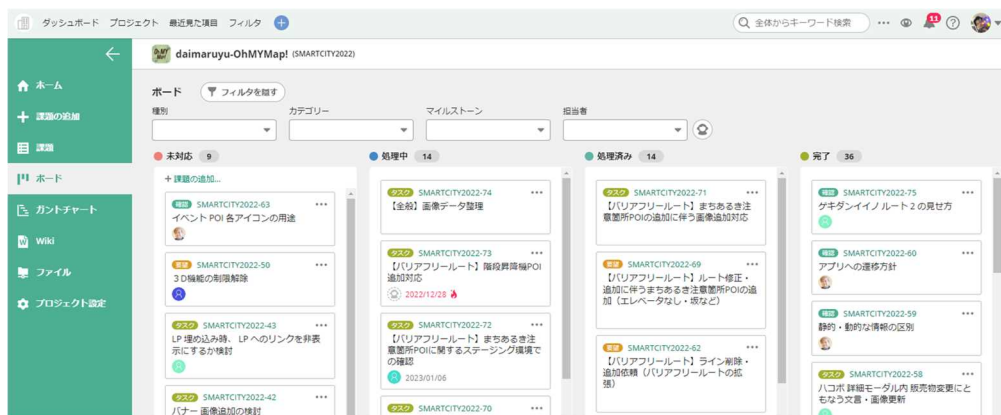 ダッシュボード プロジェクト 最近見た項目 フィルタ
全体からキーワード検索
11
daimaruyu-OhMYMap! (SMARTCITY2022)
ホーム
課題の追加
課題
ボード
ガントチャート
Wiki
ファイル
プロジェクト設定
ボード
フィルタを隠す
種別 カテゴリー マイルストーン 担当者
未対応 9
+ 課題の追加...
確認 SMARTCITY2022-63
イベント POI 各アイコンの用途
要望 SMARTCITY2022-50
3D機能の制限解除
タスク SMARTCITY2022-43
LP 埋め込み時、 LP へのリンクを非表
示にするか検討
タスク SMARTCITY2022-42
バナー 画像追加の検討
処理中 14
タスク SMARTCITY2022-74
【全般】画像データ整理
タスク SMARTCITY2022-73
【バリアフリールート】階段昇降機POI
追加対応
2022/12/28
タスク SMARTCITY2022-72
【バリアフリールート】まちあるき注
意箇所POIに関するステージング環境で
の確認
2023/01/06
タスク SMARTCITY2022-70
処理済み 14
タスク SMARTCITY2022-71
【バリアフリールート】まちあるき注
意箇所POIの追加に伴う画像追加対応
要望 SMARTCITY2022-69
【バリアフリールート】ルート修正・
追加に伴うまちあるき注意箇所POIの追
加（エレベータなし・坂など）
要望 SMARTCITY2022-62
【バリアフリールート】ライン削除・
追加依頼（バリアフリールートの拡
張）
完了 36
確認 SMARTCITY2022-75
ゲキダンイイノ ルート 2 の見せ方
確認 SMARTCITY2022-60
アプリへの遷移方針
確認 SMARTCITY2022-59
静的・動的な情報の区別
タスク SMARTCITY2022-58
ハコボ 詳細モーダル内 販売物変更にと
もなう文言・画像更新